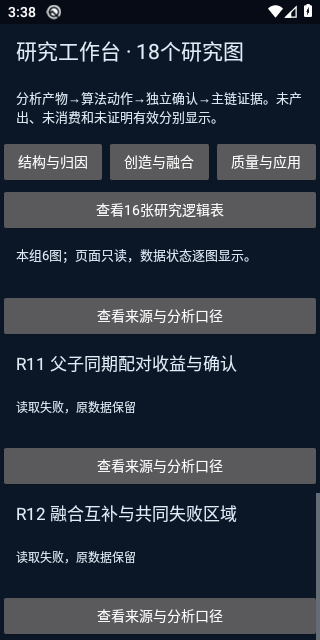 3:38
研究工作台 · 18个研究图
分析产物→算法动作→独立确认→主链证据。未产
出、未消费和未证明有效分别显示。
结构与归因 创造与融合 质量与应用
查看16张研究逻辑表
本组6图；页面只读，数据状态逐图显示。
查看来源与分析口径
R11 父子同期配对收益与确认
读取失败，原数据保留
查看来源与分析口径
R12 融合互补与共同失败区域
读取失败，原数据保留
查看来源与分析口径